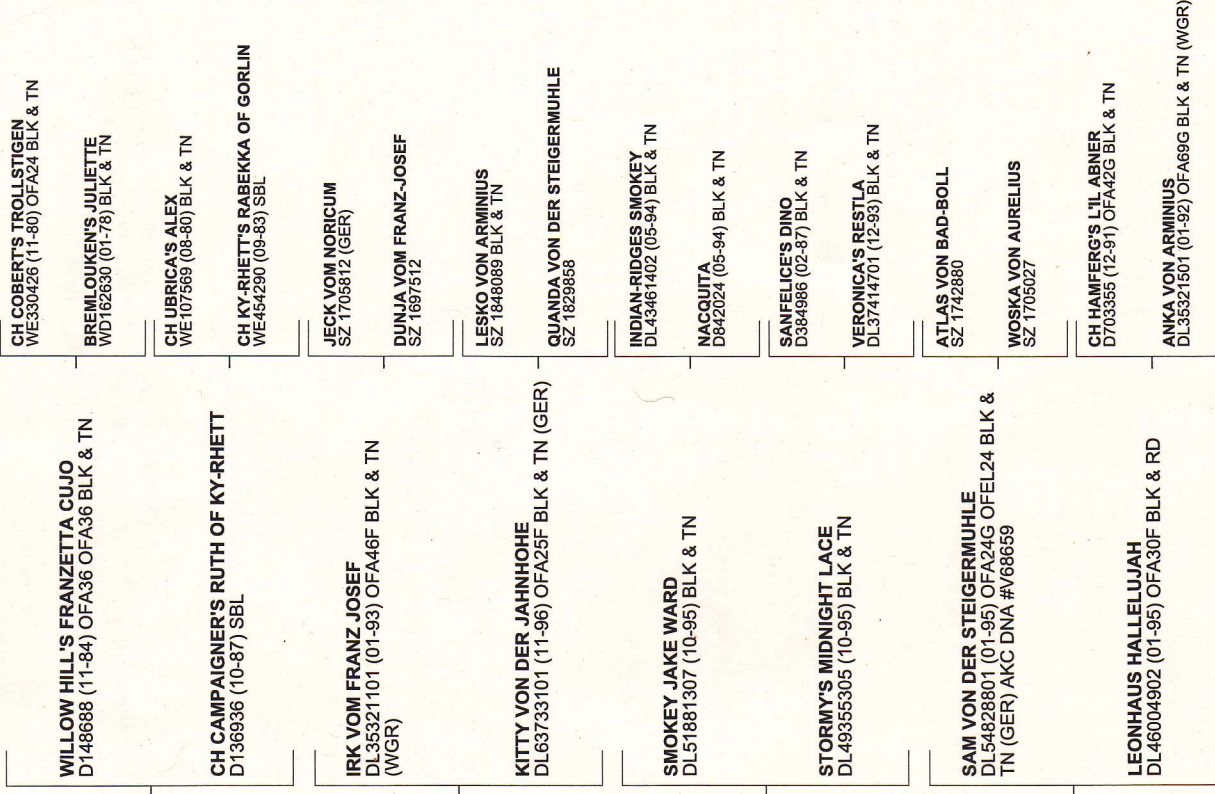 CH COBERT'S TROLLSTIGEN
WE330426 (11-80) OFA24 BLK & TN
BREMLOUKEN'S JULIETTE
WD162630 (01-78) BLK & TN
CH UBRICA'S ALEX
WE1075669 (08-80) BLK & TN
CH KY-RHETT'S RABEKKA OF GORLIN
WE454290 (09-83) SBL
JECK VOM NORICUM
SZ 1705812 (GER)
DUNJA VOM FRANZ-JOSEF
SZ 1697512
LESKO VON ARMINIUS
SZ 1848089 BLK & TN
QUANDA VON DER STEIGERMUHLE
SZ 1829858
INDIAN-RIDGES SMOKEY
DL43461402 (05-94) BLK & TN
NACQUITA
D842024 (05-94) BLK & TN
SANFELICE'S DINO
D384986 (02-87) BLK & TN
VERONICA'S RESTLA
DL37414701 (12-93) BLK & TN
ATLAS VON BAD-BOLL
SZ 1742880
WOSKA VON AURELIUS
SZ 1705027
CH HAMFERG'S L'IL ABNER
D703355 (12-91) OFA42G BLK & TN
ANKA VON ARMINIUS
DL35321501 (01-92) OFA69G BLK & TN (WGR)
WILLOW HILL'S FRANZETTA CUJO
D148688 (11-84) OFA36 OFA36 BLK & TN
CH CAMPAIGNER'S RUTH OF KY-RHETT
D136936 (10-87) SBL
IRK VOM FRANZ JOSEF
DL35321101 (01-93) OFA46F BLK & TN
(WGR)
KITTY VON DER JAHNHOHE
DL63733101 (11-96) OFA25F BLK & TN (GER)
SMOKEY JAKE WARD
DL51881307 (10-95) BLK & TN
STORMY'S MIDNIGHT LACE
DL49355305 (10-95) BLK & TN
SAM VON DER STEIGERMUHLE
DL54828801 (01-95) OFA24G OFEL24 BLK &
TN (GER) AKC DNA #V68659
LEONHAUS HALLELUJAH
DL46004902 (01-95) OFA30F BLK & RD